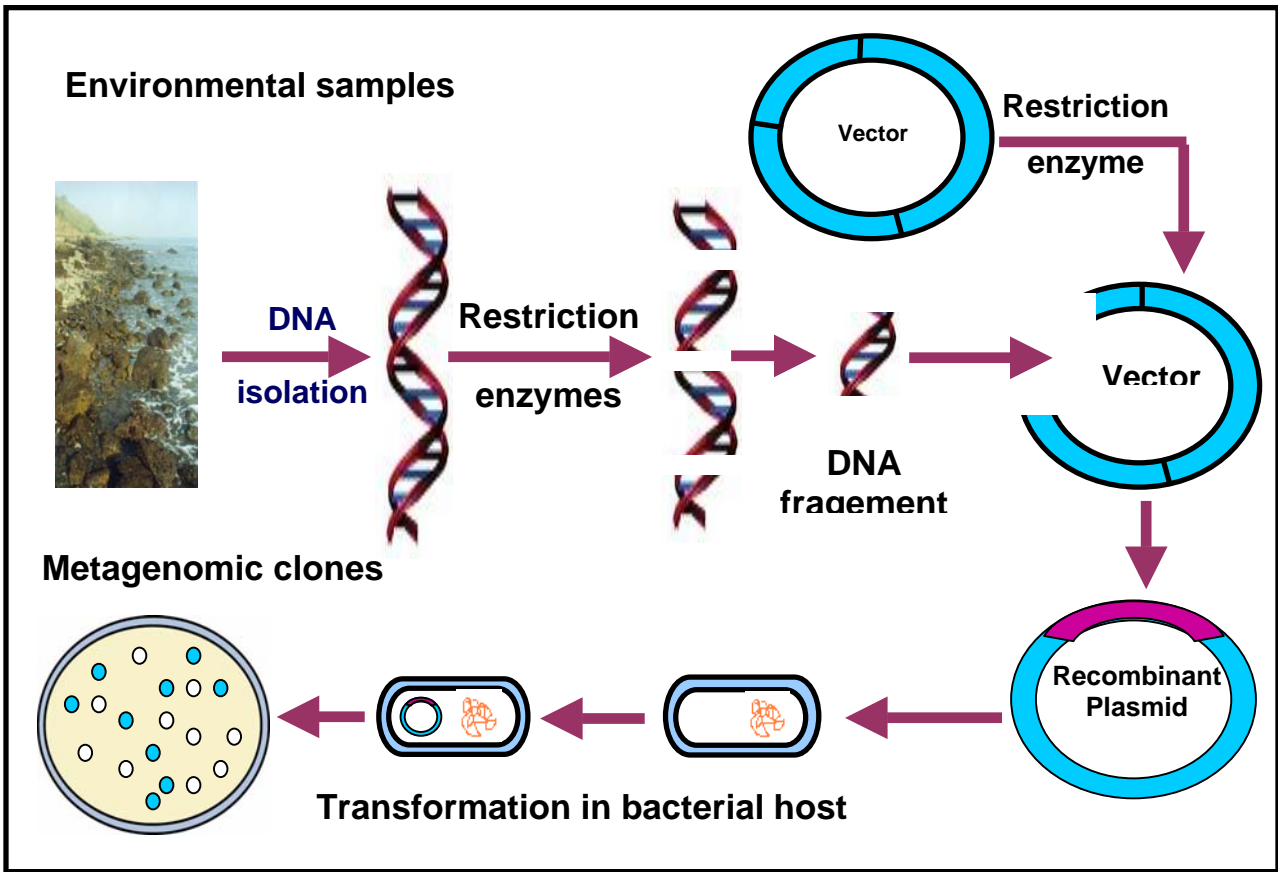 Environmental samples
Vector
Restriction
enzyme
DNA
isolation
Restriction
enzymes
DNA
fragement
Vector
Metagenomic clones
Recombinant
Plasmid
Transformation in bacterial host